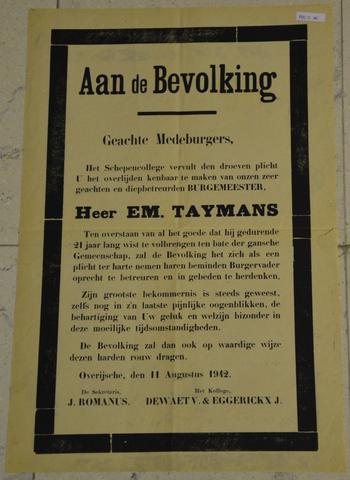 Aan de Bevolking
Geachte Medeburgers,
Het Schepencollege vervult den droeven plicht
U het overlijden kenbaar te maken van onzen zeer
geachten en diepbetreurden BURGEMEESTER,
Heer EM. TAYMANS
Ten overstaan van al het goede dat hij gedurende
21 jaar lang wist te volbrengen ten bate der gansche
Gemeenschap, zal de Bevolking het zich als een
plicht ter harte nemen haren beminden Burgervader
oprecht te betreuren en in gebeden te herdenken.
Zijn grootste bekommernis is steeds geweest,
zelfs nog in z'n laatste pijnlijke oogenblikken, de
behartiging van Uw geluk en welzijn bizonder in
deze moeilijke tijdsomstandigheden.
De Bevolking zal dan ook op waardige wijze
dezen harden rouw dragen.
Overijsche, den 11 Augustus 1942.
De Sekretaris, Het Kollege,
J. ROMANUS. DEWAET V. & EGGERICKX J.